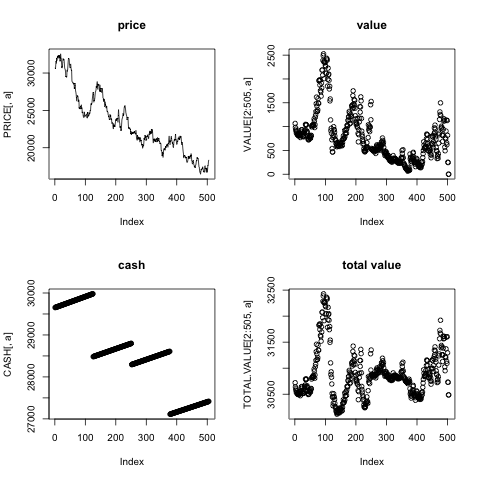 price
PRICE[, a]
20000 25000 30000
0 100 200 300 400 500
Index
value
VALUE[2:505, a]
0 500 1500 2500
0 100 200 300 400 500
Index
cash
CASH[, a]
27000 28000 29000 30000
0 100 200 300 400 500
Index
total value
TOTAL.VALUE[2:505, a]
30500 31500 32500
0 100 200 300 400 500
Index